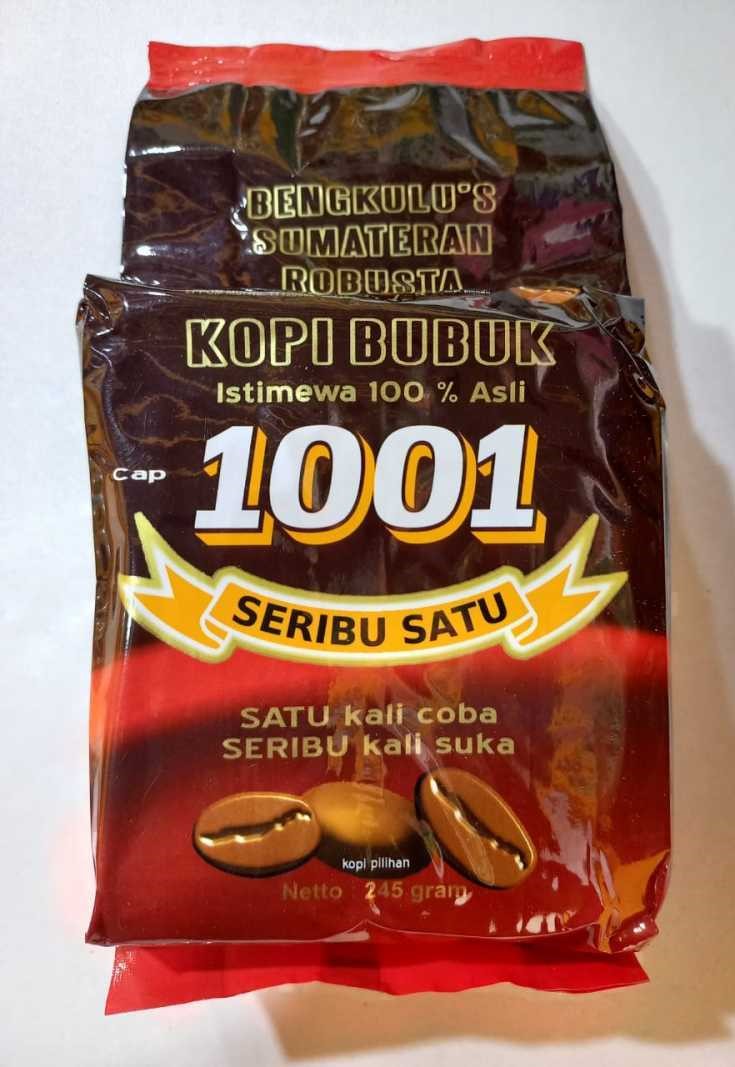 BENGKULU'S
SUMATERAN
ROBUSTA
KOPI BUBUK
Istimewa 100 % Asli
Cap
1001
SERIBU SATU
SATU kali coba
SERIBU kali suka
kopi pilihan
Netto 245 gram